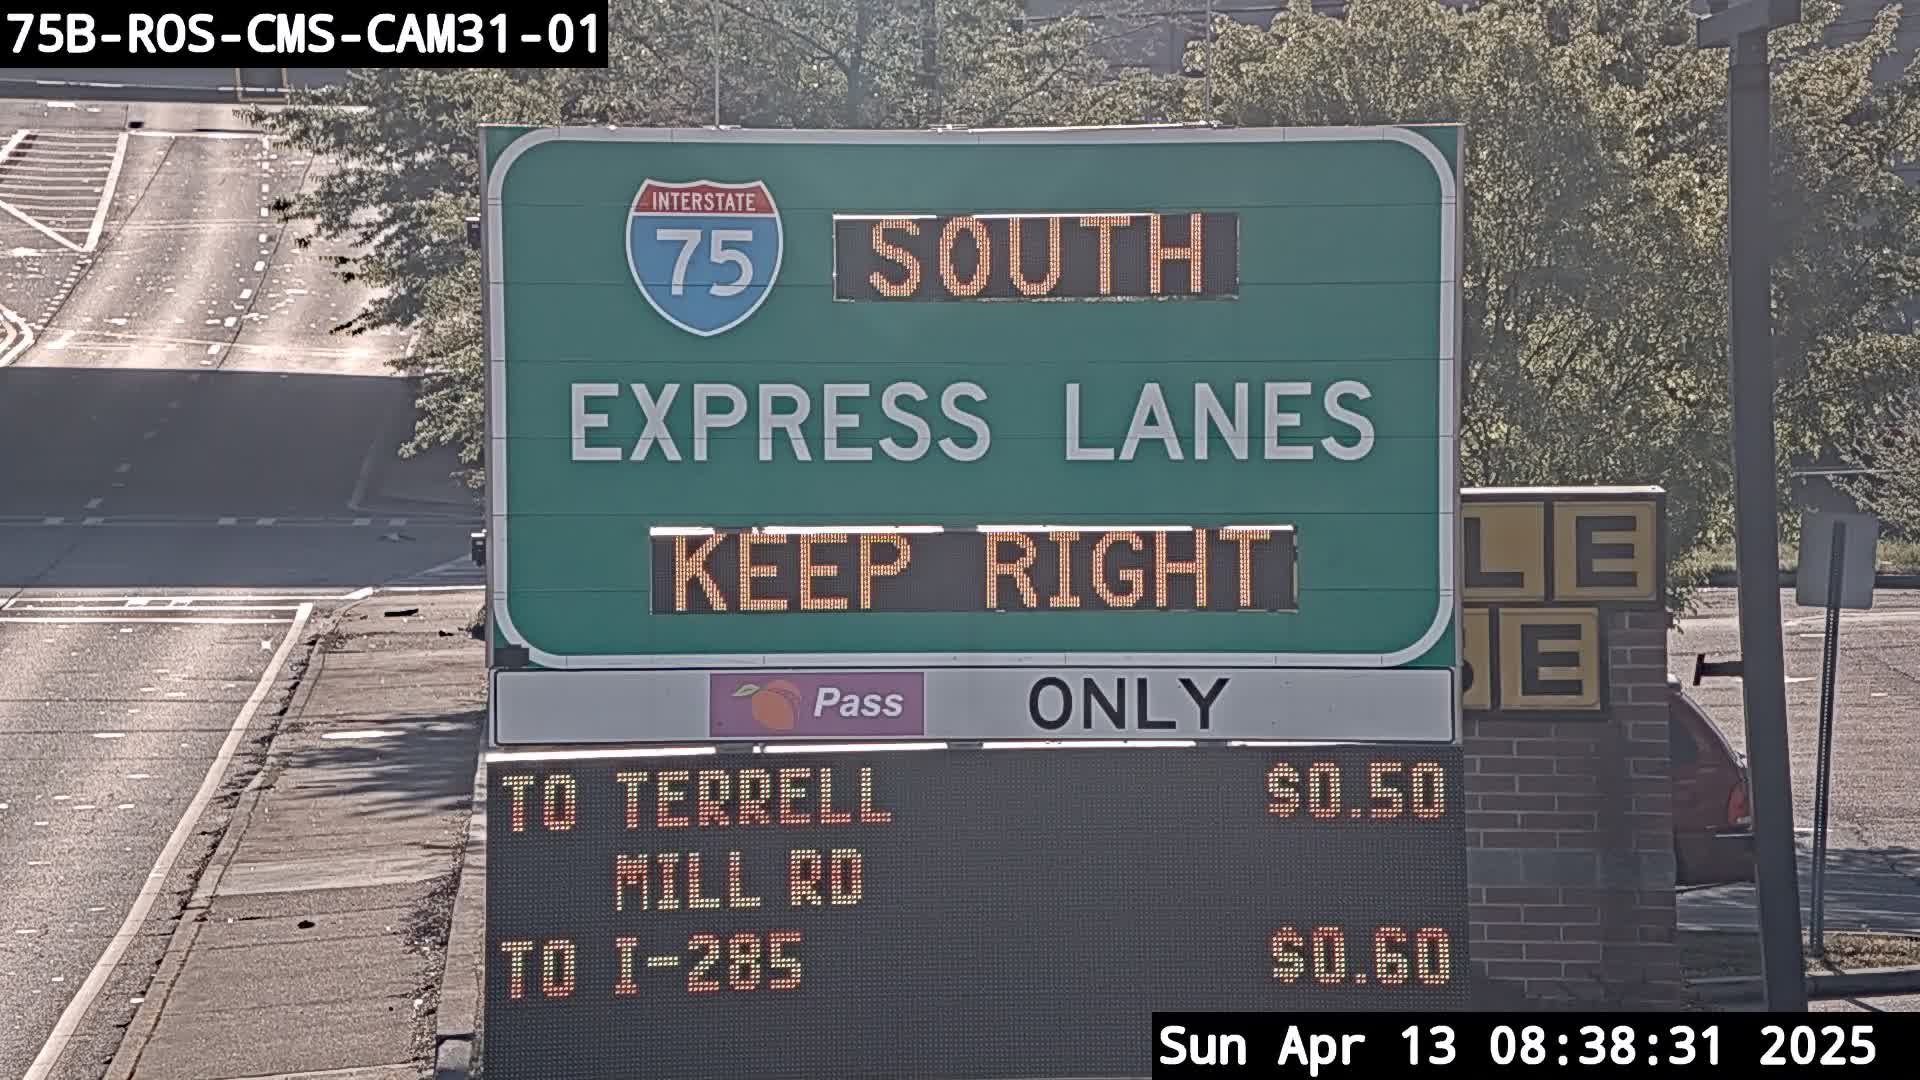 75B-ROS-CMS-CAM31-01
INTERSTATE
75
SOUTH
EXPRESS LANES
KEEP RIGHT
Pass ONLY
TO TERRELL $0.50
MILL RD
TO I-285 $0.60
LE
E
Sun Apr 13 08:38:31 2025